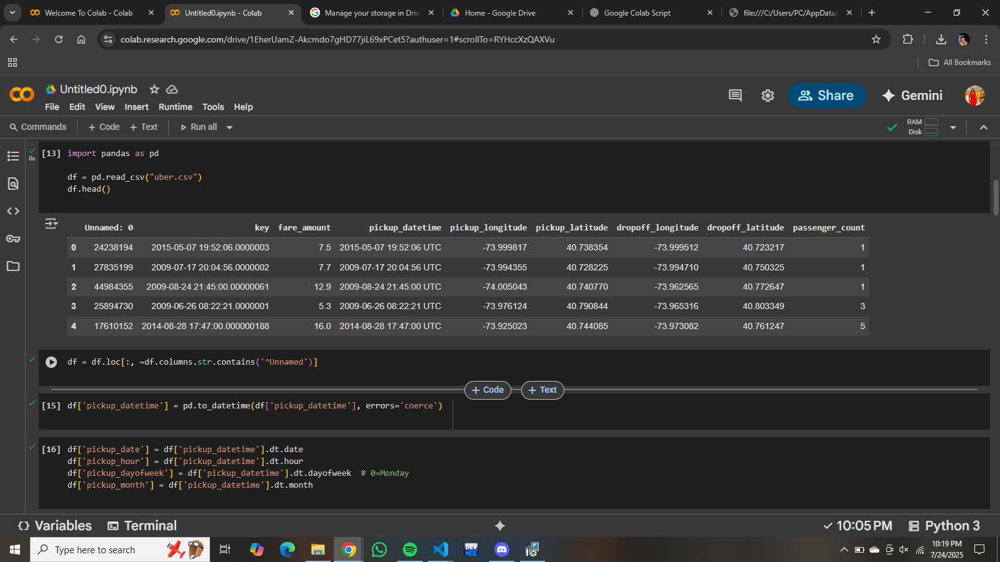 Welcome To Colab - Colab
Untitled0.ipynb - Colab
Manage your storage in Drive
Home - Google Drive
Google Colab Script
file:///C:/Users/PC/AppData/
colab.research.google.com/drive/1EherUamZ-Akcmdo7gHD77jiL69xPCet5?authuser=1#scrollTo=RYHccXzQAXVu
All Bookmarks
Untitled0.ipynb
Share
Gemini
File Edit View Insert Runtime Tools Help
Commands + Code + Text Run all
RAM
Disk
0s
[13] import pandas as pd
df = pd.read_csv("uber.csv")
df.head()
Unnamed: 0 key fare_amount pickup_datetime pickup_longitude pickup_latitude dropoff_longitude dropoff_latitude passenger_count
0 24238194 2015-05-07 19:52:06.0000003 7.5 2015-05-07 19:52:06 UTC -73.999817 40.738354 -73.999512 40.723217 1
1 27835199 2009-07-17 20:04:56.0000002 7.7 2009-07-17 20:04:56 UTC -73.994355 40.728225 -73.994710 40.750325 1
2 44984355 2009-08-24 21:45:00.00000061 12.9 2009-08-24 21:45:00 UTC -74.005043 40.740770 -73.962565 40.772647 1
3 25894730 2009-06-26 08:22:21.0000001 5.3 2009-06-26 08:22:21 UTC -73.976124 40.790844 -73.965316 40.803349 3
4 17610152 2014-08-28 17:47:00.000000188 16.0 2014-08-28 17:47:00 UTC -73.925023 40.744085 -73.973082 40.761247 5
df = df.loc[:, ~df.columns.str.contains('^Unnamed')]
+ Code + Text
[15] df['pickup_datetime'] = pd.to_datetime(df['pickup_datetime'], errors='coerce')
[16] df['pickup_date'] = df['pickup_datetime'].dt.date
df['pickup_hour'] = df['pickup_datetime'].dt.hour
df['pickup_dayofweek'] = df['pickup_datetime'].dt.dayofweek # 0=Monday
df['pickup_month'] = df['pickup_datetime'].dt.month
Variables Terminal
10:05 PM
Python 3
Type here to search
DEV
10:19 PM
7/24/2025